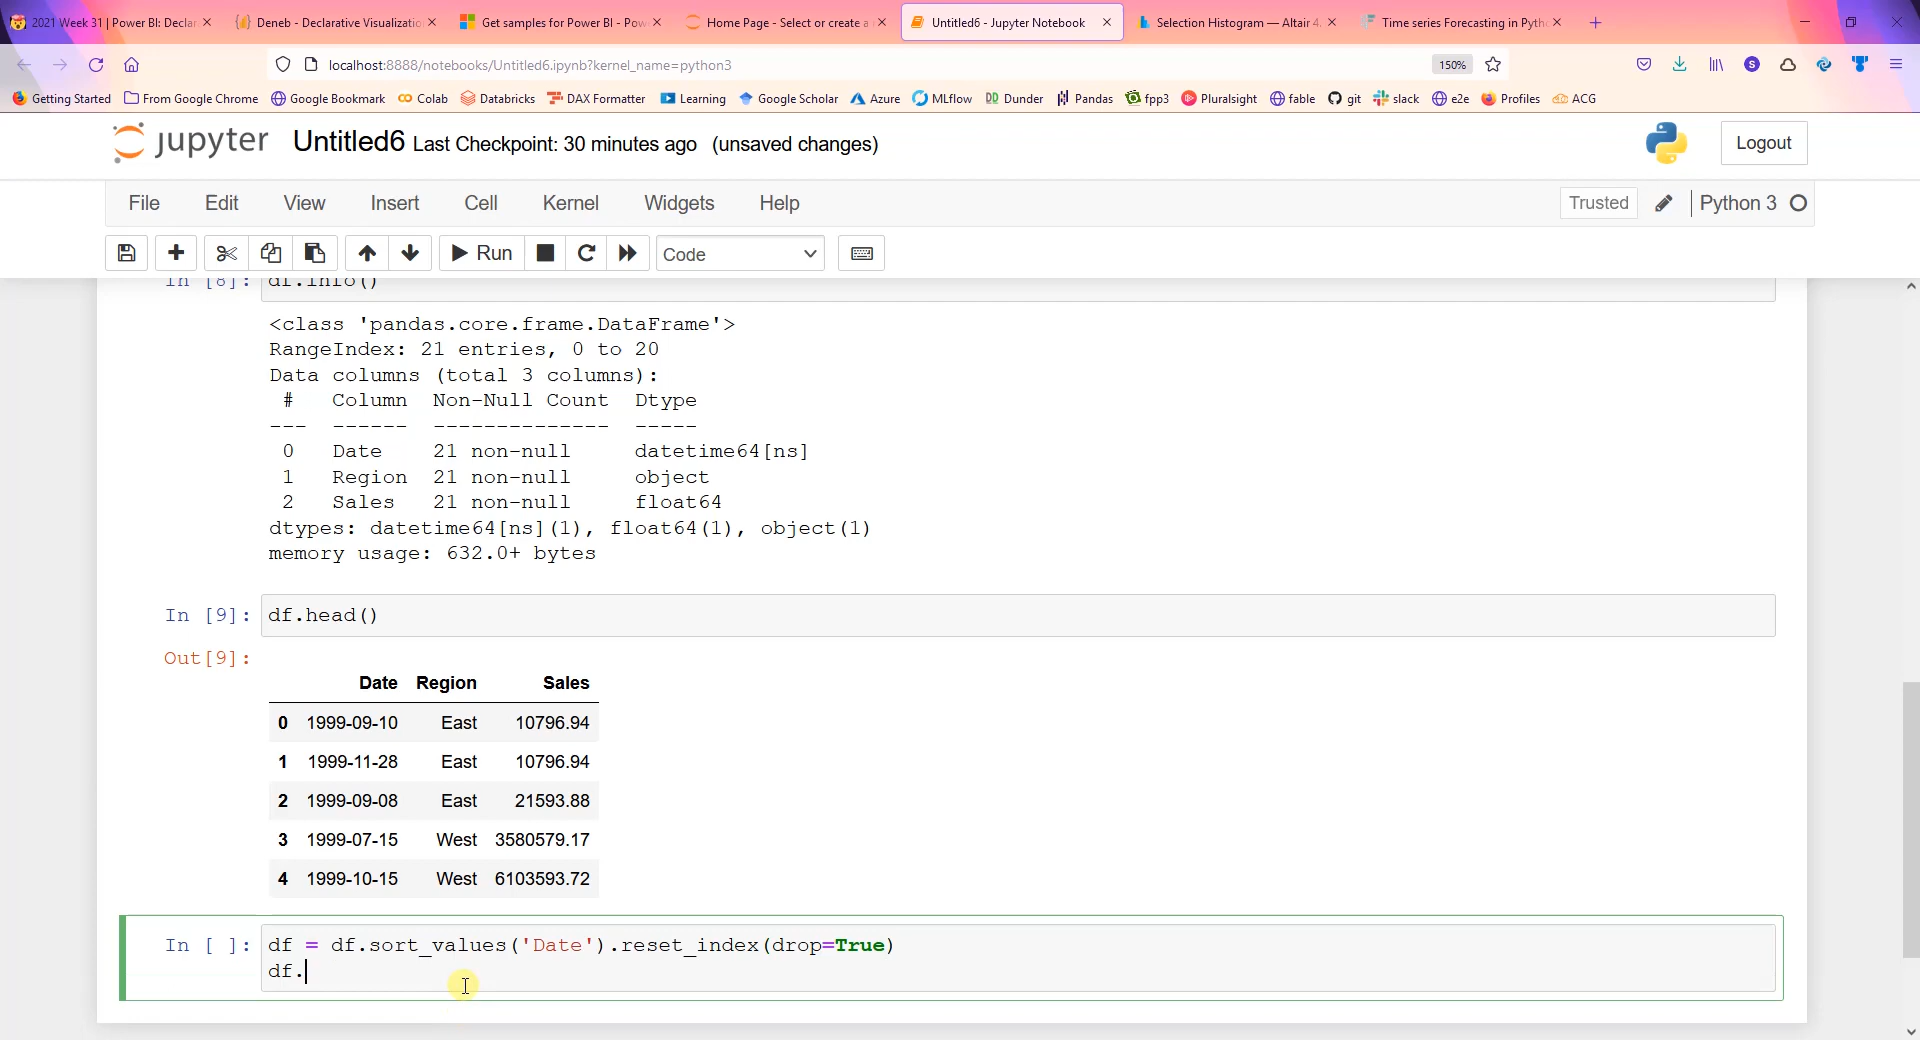 2021 Week 31 | Power BI: Declar
Deneb - Declarative Visualizatio
Get samples for Power BI - Pow
Home Page - Select or create a
Untitled6 - Jupyter Notebook
Selection Histogram — Altair 4.
Time series Forecasting in Pyth
localhost:8888/notebooks/Untitled6.ipynb?kernel_name=python3
150%
Getting Started
From Google Chrome
Google Bookmark
Colab
Databricks
DAX Formatter
Learning
Google Scholar
Azure
MLflow
Dunder
Pandas
fpp3
Pluralsight
fable
git
slack
e2e
Profiles
ACG
jupyter
Untitled6 Last Checkpoint: 30 minutes ago (unsaved changes)
Logout
File Edit View Insert Cell Kernel Widgets Help
Trusted
Python 3
Run
Code
In [8]: df.info()
<class 'pandas.core.frame.DataFrame'>
RangeIndex: 21 entries, 0 to 20
Data columns (total 3 columns):
# Column Non-Null Count Dtype
--- ------ -------------- -----
0 Date 21 non-null datetime64[ns]
1 Region 21 non-null object
2 Sales 21 non-null float64
dtypes: datetime64[ns](1), float64(1), object(1)
memory usage: 632.0+ bytes
In [9]: df.head()
Out[9]:
Date Region Sales
0 1999-09-10 East 10796.94
1 1999-11-28 East 10796.94
2 1999-09-08 East 21593.88
3 1999-07-15 West 3580579.17
4 1999-10-15 West 6103593.72
In [ ]: df = df.sort_values('Date').reset_index(drop=True)
df.